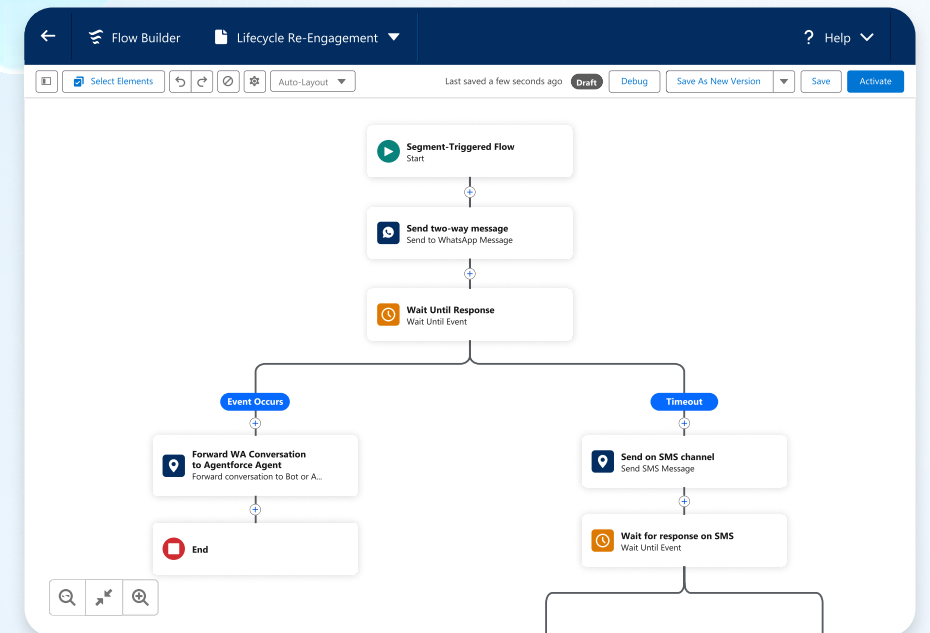 Flow Builder
Lifecycle Re-Engagement
? Help
Select Elements
Auto-Layout
Last saved a few seconds ago
Draft
Debug
Save As New Version
Save
Activate
Segment-Triggered Flow
Start
Send two-way message
Send to WhatsApp Message
Wait Until Response
Wait Until Event
Event Occurs
Timeout
Forward WA Conversation
to Agentforce Agent
Forward conversation to Bot or A...
End
Send on SMS channel
Send SMS Message
Wait for response on SMS
Wait Until Event